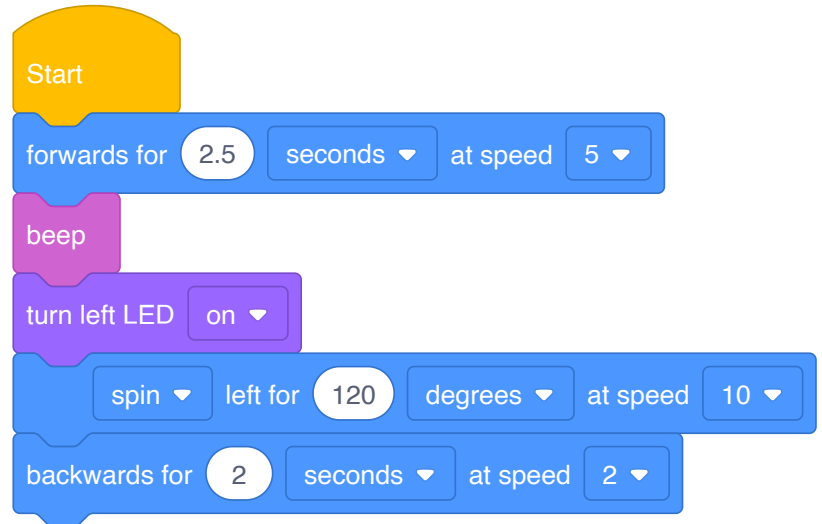 Start
forwards for 2.5 seconds at speed 5
beep
turn left LED on
spin left for 120 degrees at speed 10
backwards for 2 seconds at speed 2